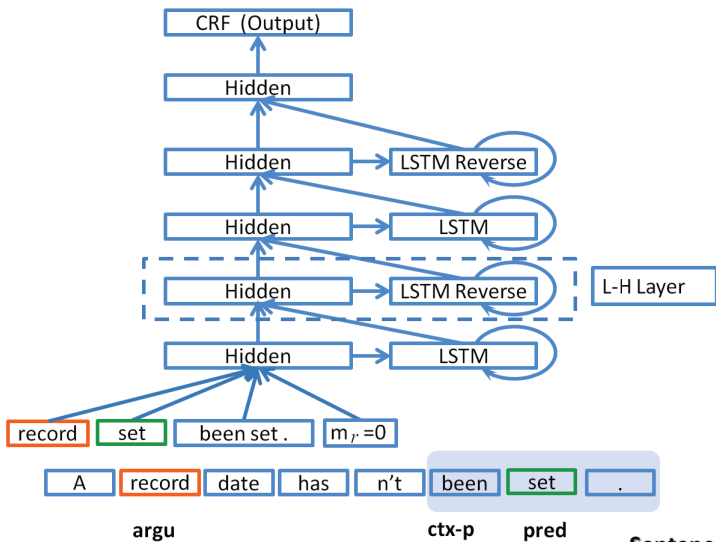 CRF (Output)
Hidden
Hidden LSTM Reverse
Hidden LSTM
Hidden LSTM Reverse L-H Layer
Hidden LSTM
record set been set . m_r=0
A record date has n't been set .
argu ctx-p pred